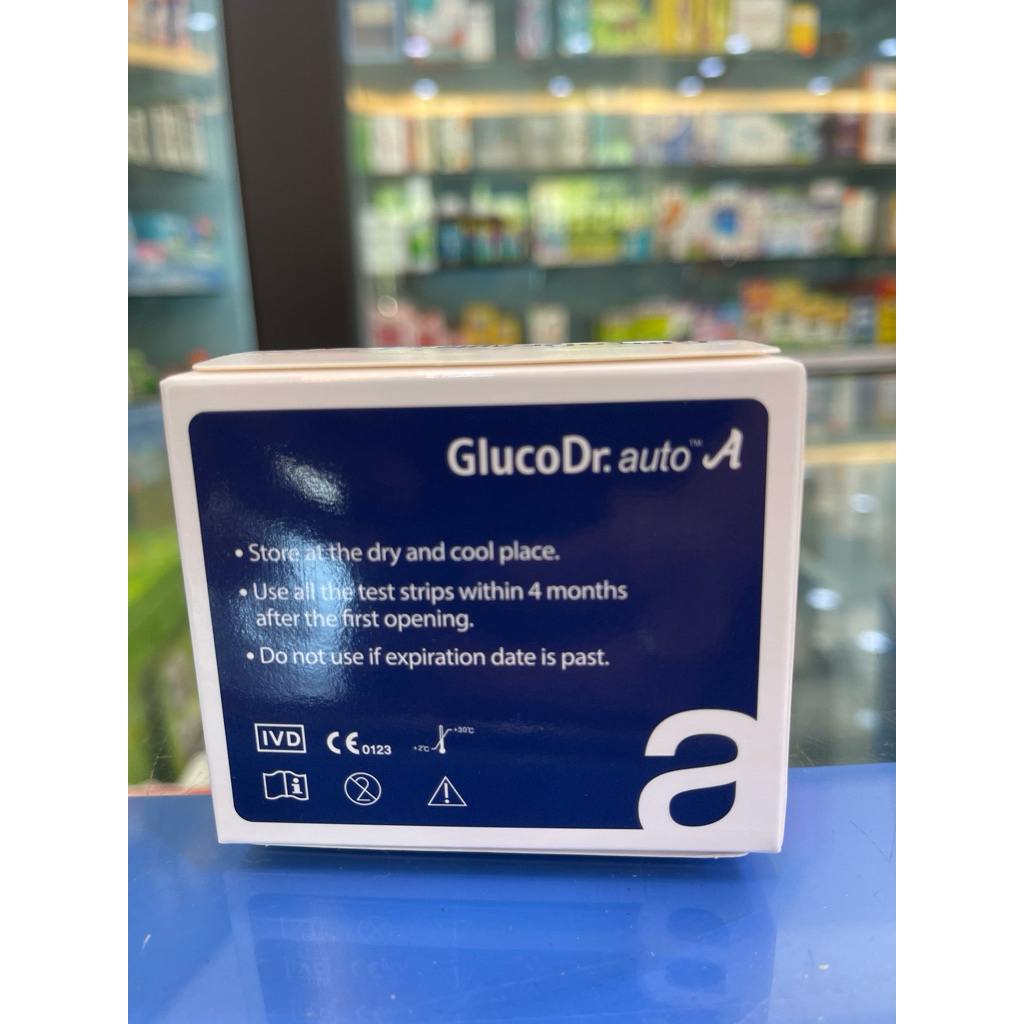 GlucoDr. auto™ A
• Store at the dry and cool place.
• Use all the test strips within 4 months
after the first opening.
• Do not use if expiration date is past.
IVD CE 0123 +2℃ +30℃
2
a